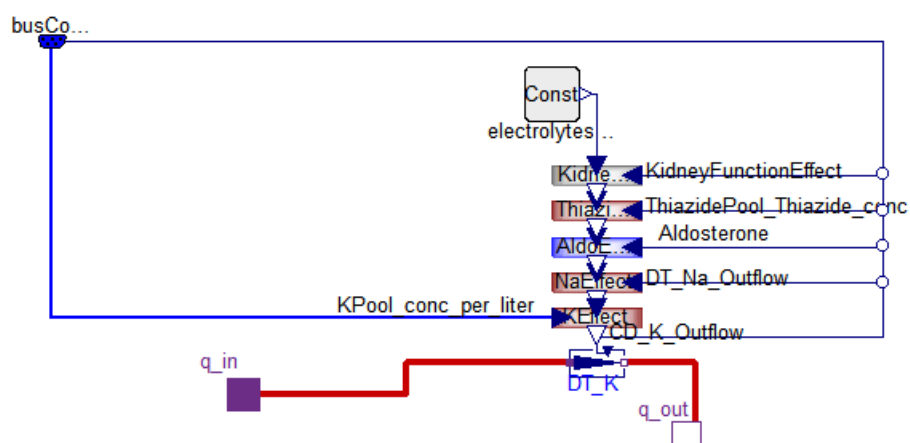 busCo...
Const
electrolytes...
Kidne...
KidneyFunctionEffect
Thiazi...
ThiazidePool_Thiazide_conc
AldoE...
Aldosterone
NaEffect
DT_Na_Outflow
KPool_conc_per_liter
KEffect
CD_K_Outflow
q_in
DT_K
q_out